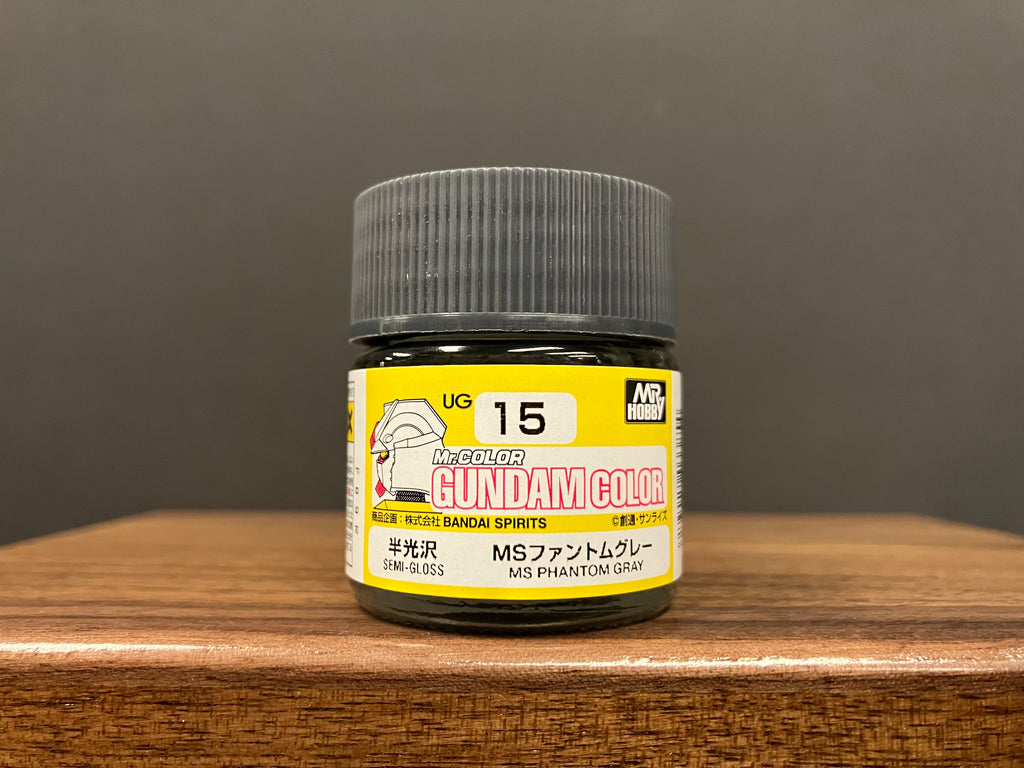 UG 15
MR HOBBY
Mr.COLOR
GUNDAM COLOR
商品企画:株式会社 BANDAI SPIRITS
©創通・サンライズ
半光沢
SEMI-GLOSS
MSファントムグレー
MS PHANTOM GRAY